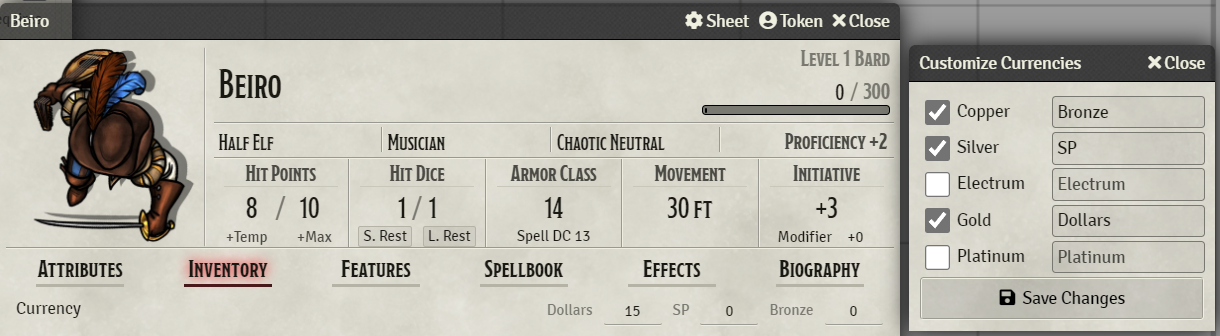 Beiro
Sheet Token Close
Beiro
Level 1 Bard
0 / 300
Half Elf Musician Chaotic Neutral Proficiency +2
Hit Points Hit Dice Armor Class Movement Initiative
8 / 10 1 / 1 14 30 ft +3
+Temp +Max S. Rest L. Rest Spell DC 13 Modifier +0
Attributes Inventory Features Spellbook Effects Biography
Currency Dollars 15 SP 0 Bronze 0
Customize Currencies Close
Copper Bronze
Silver SP
Electrum Electrum
Gold Dollars
Platinum Platinum
Save Changes